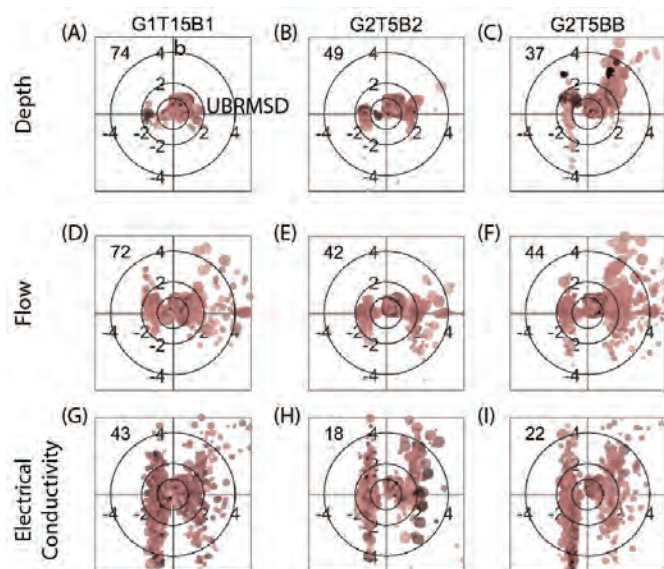 G1T15B1 G2T5B2 G2T5BB
(A) 74 b 4 2 UBRMSD -4 -2 2 4 -2 -4
(B) 49 4 2 -4 -2 2 4 -2 -4
(C) 37 4 2 -4 -2 2 4 -2 -4
Depth
(D) 72 4 2 -4 -2 2 4 -2 -4
(E) 42 4 2 -4 -2 2 4 -2 -4
(F) 44 4 2 -4 -2 2 4 -2 -4
Flow
(G) 43 4 2 -4 -2 2 4 -2 -4
(H) 18 4 2 -4 -2 2 4 -2 -4
(I) 22 4 2 -4 -2 2 4 -2 -4
Electrical
Conductivity